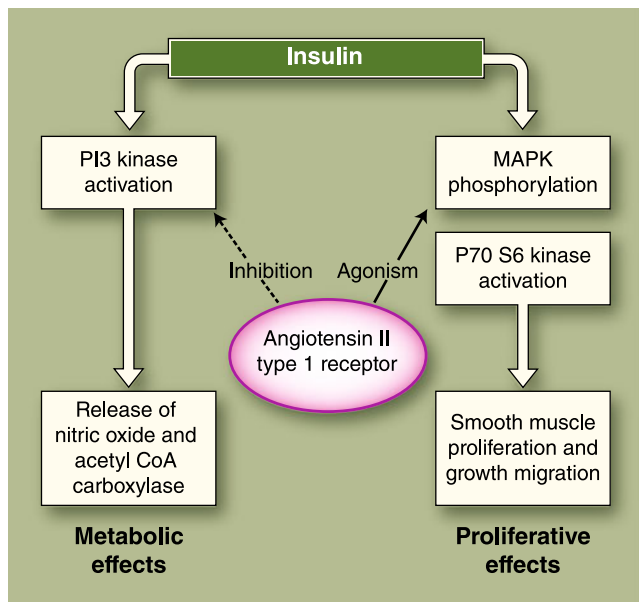 Insulin
PI3 kinase
activation
MAPK
phosphorylation
Inhibition
Agonism
P70 S6 kinase
activation
Angiotensin II
type 1 receptor
Release of
nitric oxide and
acetyl CoA
carboxylase
Smooth muscle
proliferation and
growth migration
Metabolic
effects
Proliferative
effects